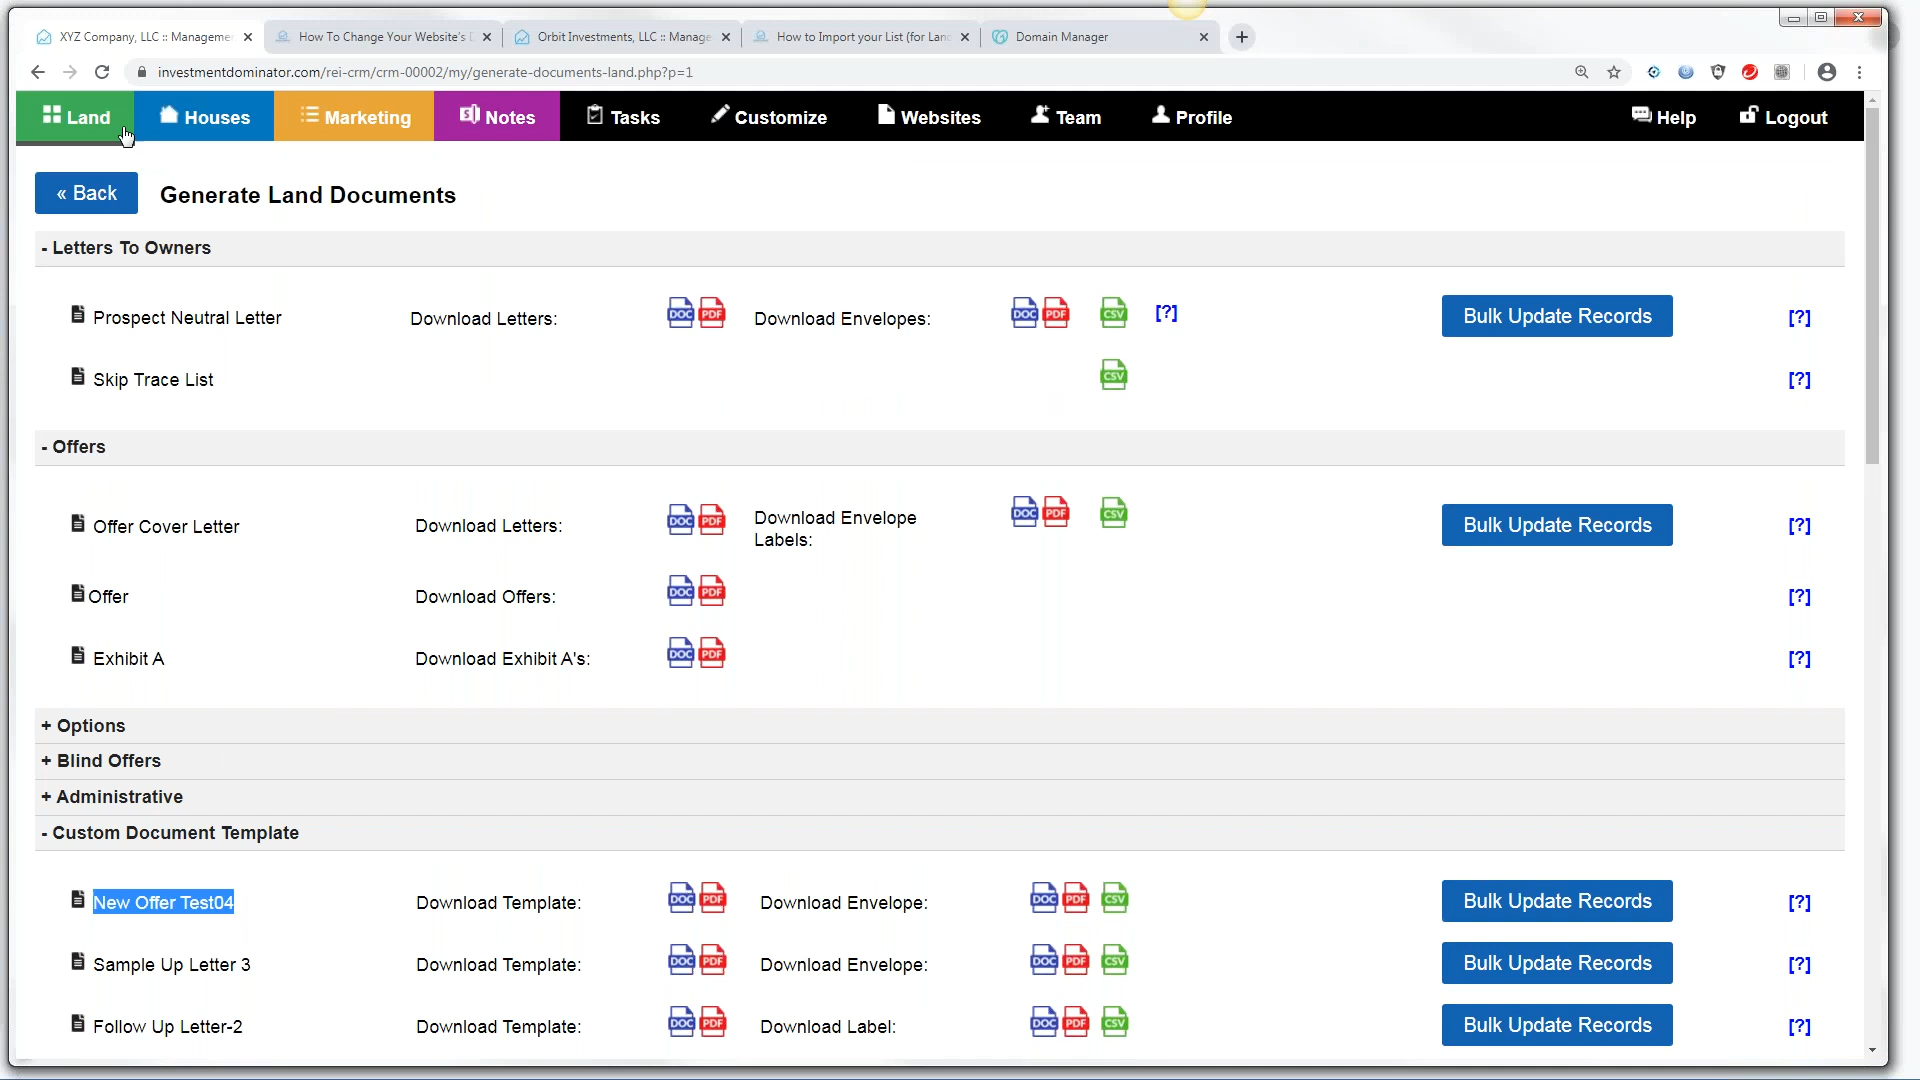 XYZ Company, LLC :: Managemen
How To Change Your Website's D
Orbit Investments, LLC :: Manage
How to Import your List (for Land
Domain Manager
investmentdominator.com/rei-crm/crm-00002/my/generate-documents-land.php?p=1
Land Houses Marketing Notes Tasks Customize Websites Team Profile Help Logout
« Back Generate Land Documents
- Letters To Owners
Prospect Neutral Letter Download Letters: DOC PDF Download Envelopes: DOC PDF CSV [?] Bulk Update Records [?]
Skip Trace List CSV [?]
- Offers
Offer Cover Letter Download Letters: DOC PDF Download Envelope Labels: DOC PDF CSV Bulk Update Records [?]
Offer Download Offers: DOC PDF [?]
Exhibit A Download Exhibit A's: DOC PDF [?]
+ Options
+ Blind Offers
+ Administrative
- Custom Document Template
New Offer Test04 Download Template: DOC PDF Download Envelope: DOC PDF CSV Bulk Update Records [?]
Sample Up Letter 3 Download Template: DOC PDF Download Envelope: DOC PDF CSV Bulk Update Records [?]
Follow Up Letter-2 Download Template: DOC PDF Download Label: DOC PDF CSV Bulk Update Records [?]